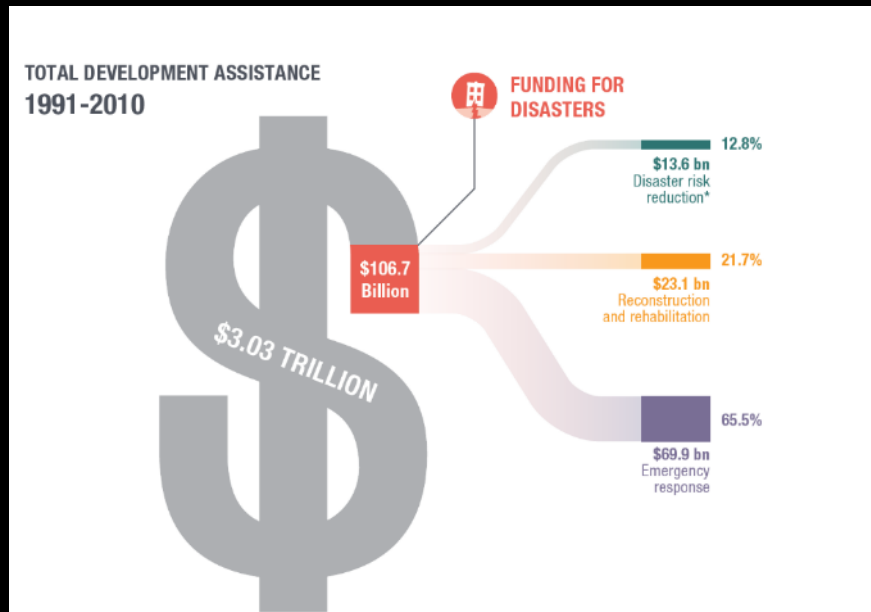 TOTAL DEVELOPMENT ASSISTANCE
1991-2010
FUNDING FOR
DISASTERS
$3.03 TRILLION
$106.7
Billion
12.8%
$13.6 bn
Disaster risk
reduction*
21.7%
$23.1 bn
Reconstruction
and rehabilitation
65.5%
$69.9 bn
Emergency
response